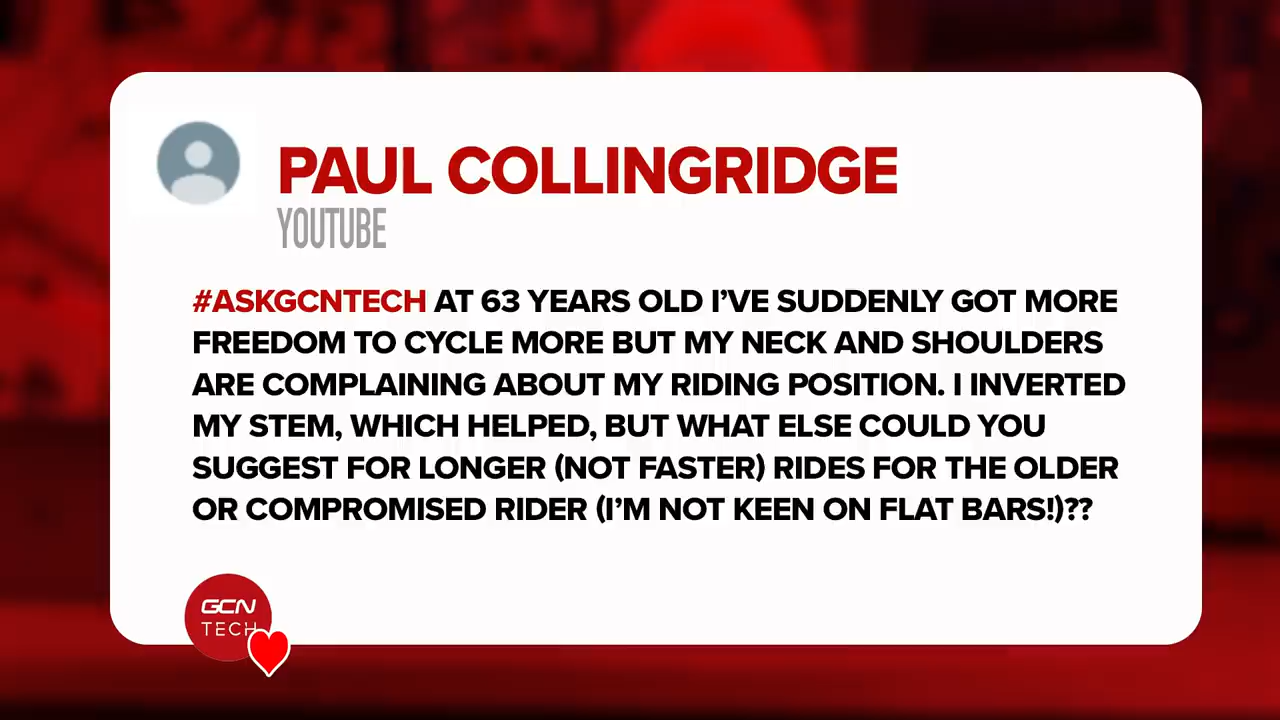 PAUL COLLINGRIDGE
YOUTUBE
#ASKGCNTECH AT 63 YEARS OLD I'VE SUDDENLY GOT MORE
FREEDOM TO CYCLE MORE BUT MY NECK AND SHOULDERS
ARE COMPLAINING ABOUT MY RIDING POSITION. I INVERTED
MY STEM, WHICH HELPED, BUT WHAT ELSE COULD YOU
SUGGEST FOR LONGER (NOT FASTER) RIDES FOR THE OLDER
OR COMPROMISED RIDER (I'M NOT KEEN ON FLAT BARS!)??
GCN
TECH